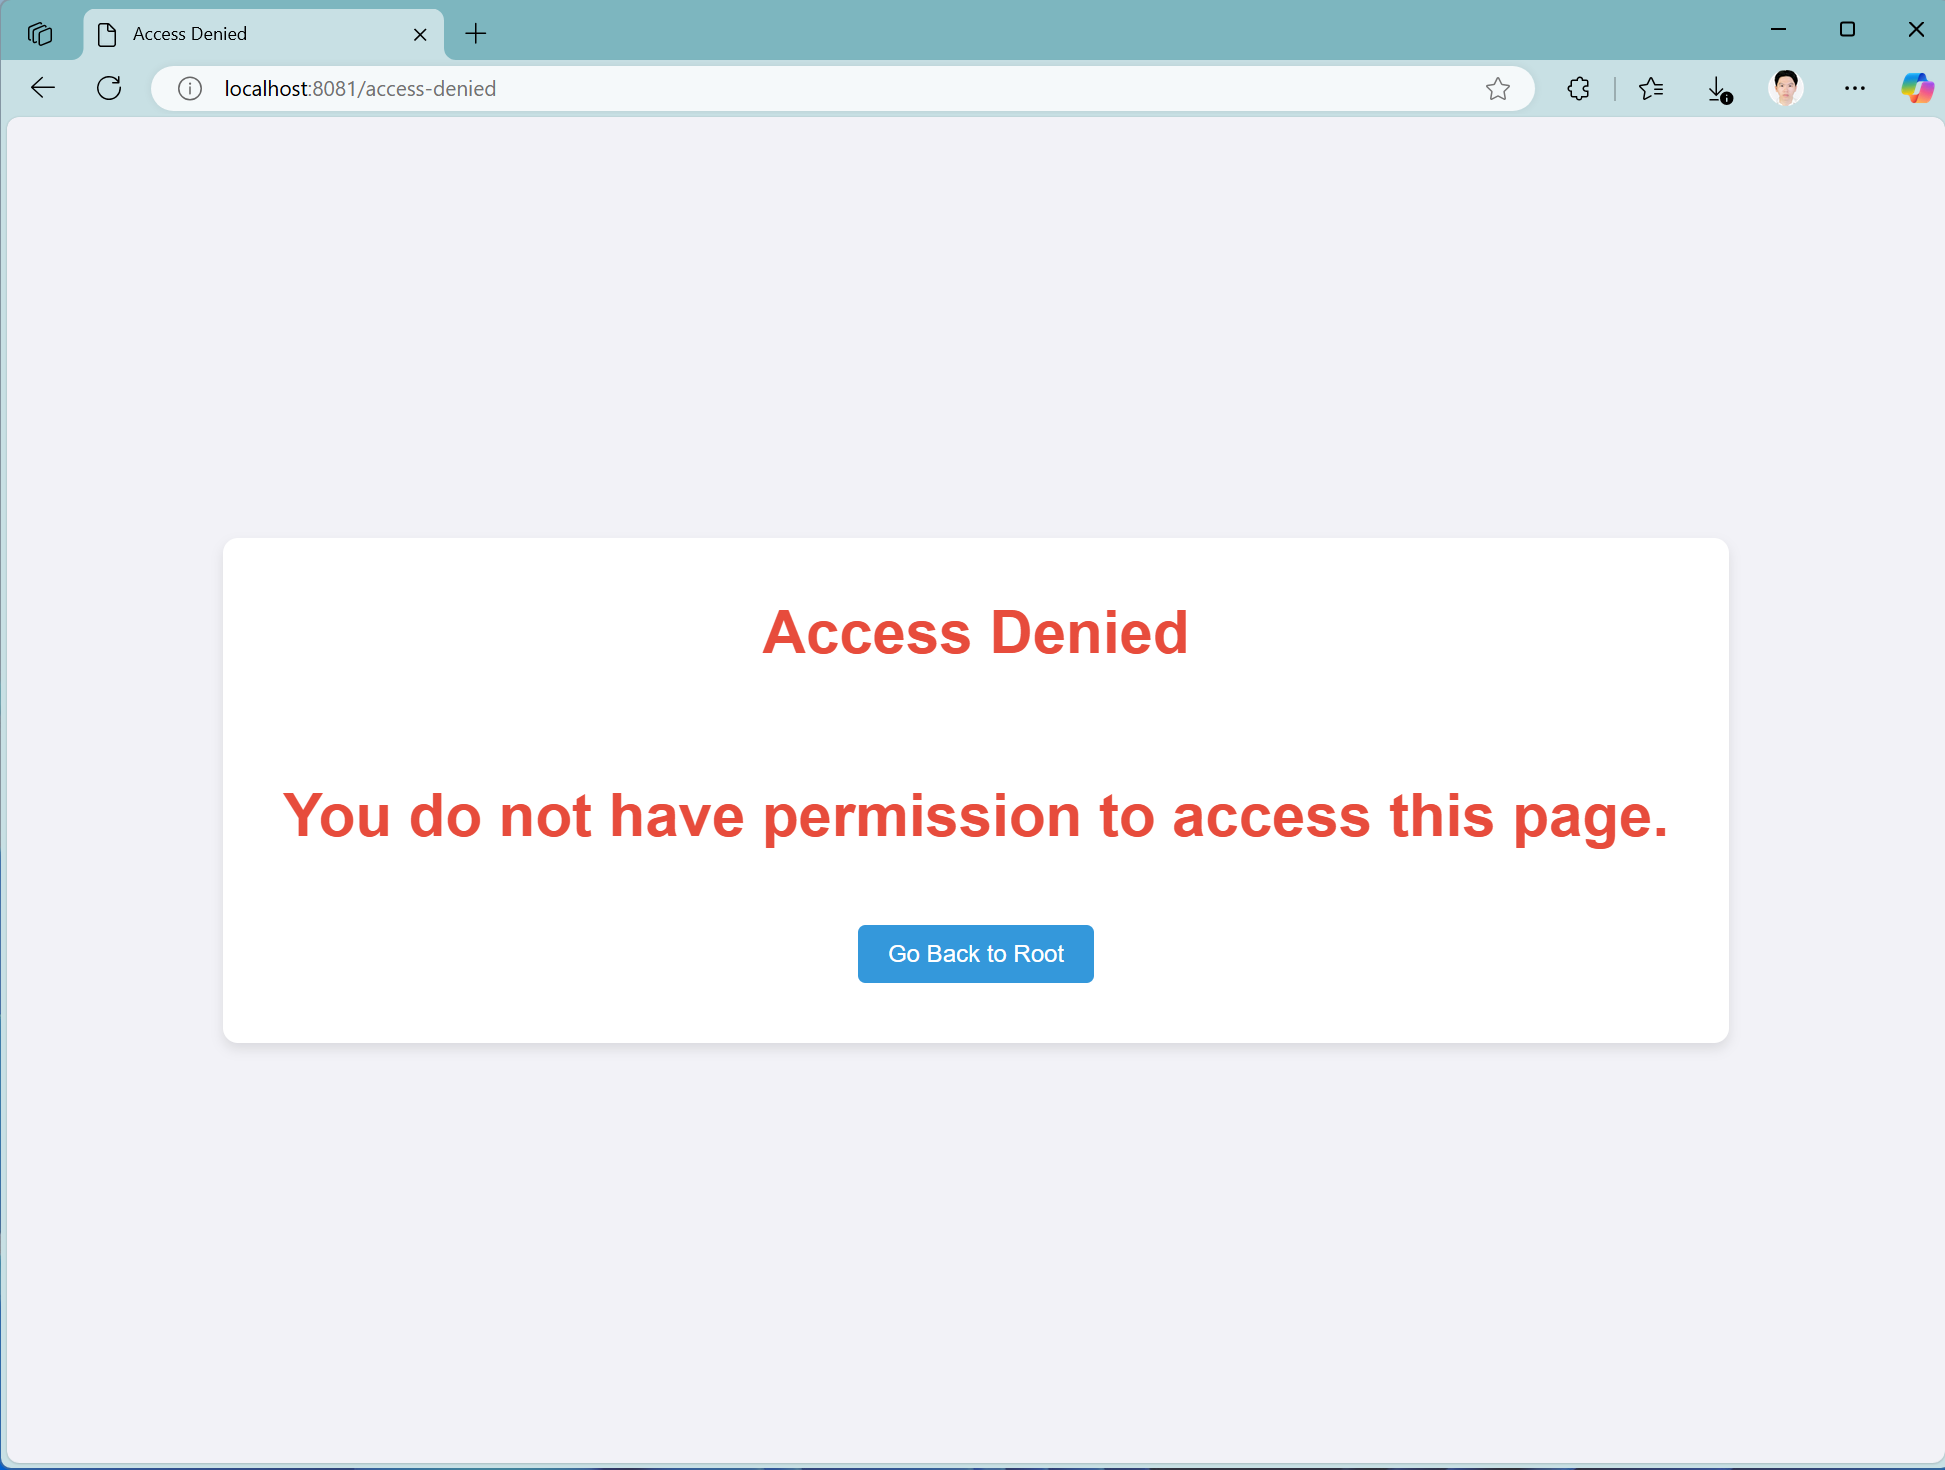 Access Denied
localhost:8081/access-denied
Access Denied
You do not have permission to access this page.
Go Back to Root